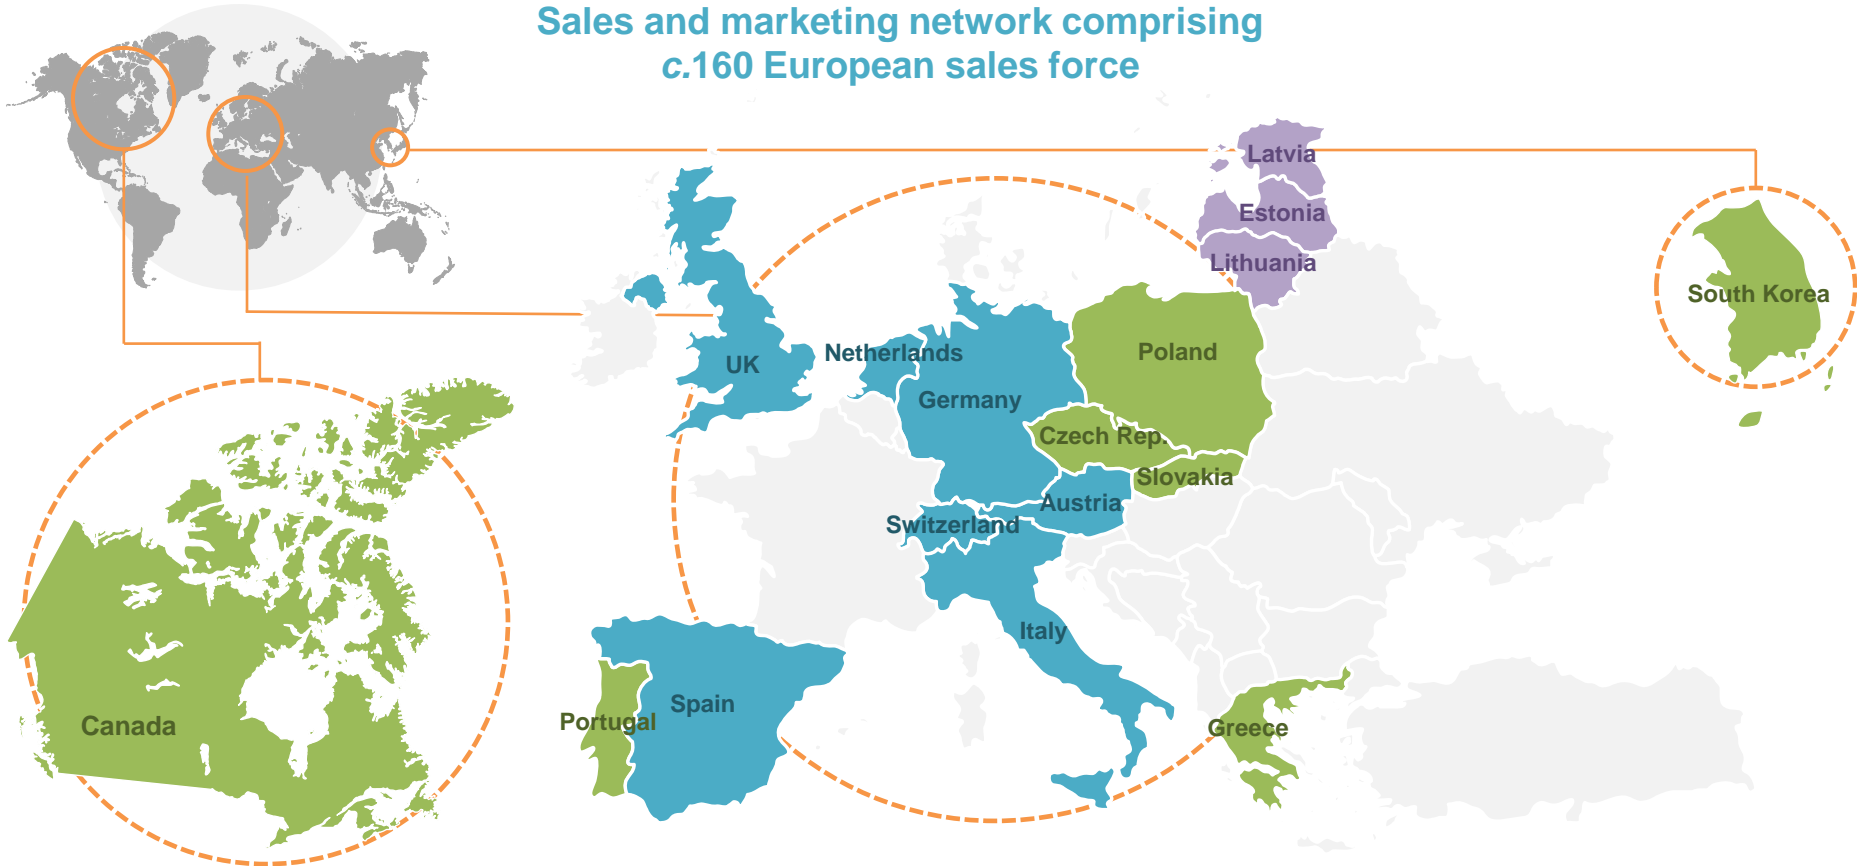 Sales and marketing network comprising
c.160 European sales force
Latvia
Estonia
Lithuania
South Korea
UK
Netherlands
Poland
Germany
Czech Rep.
Slovakia
Austria
Switzerland
Italy
Spain
Portugal
Canada
Greece